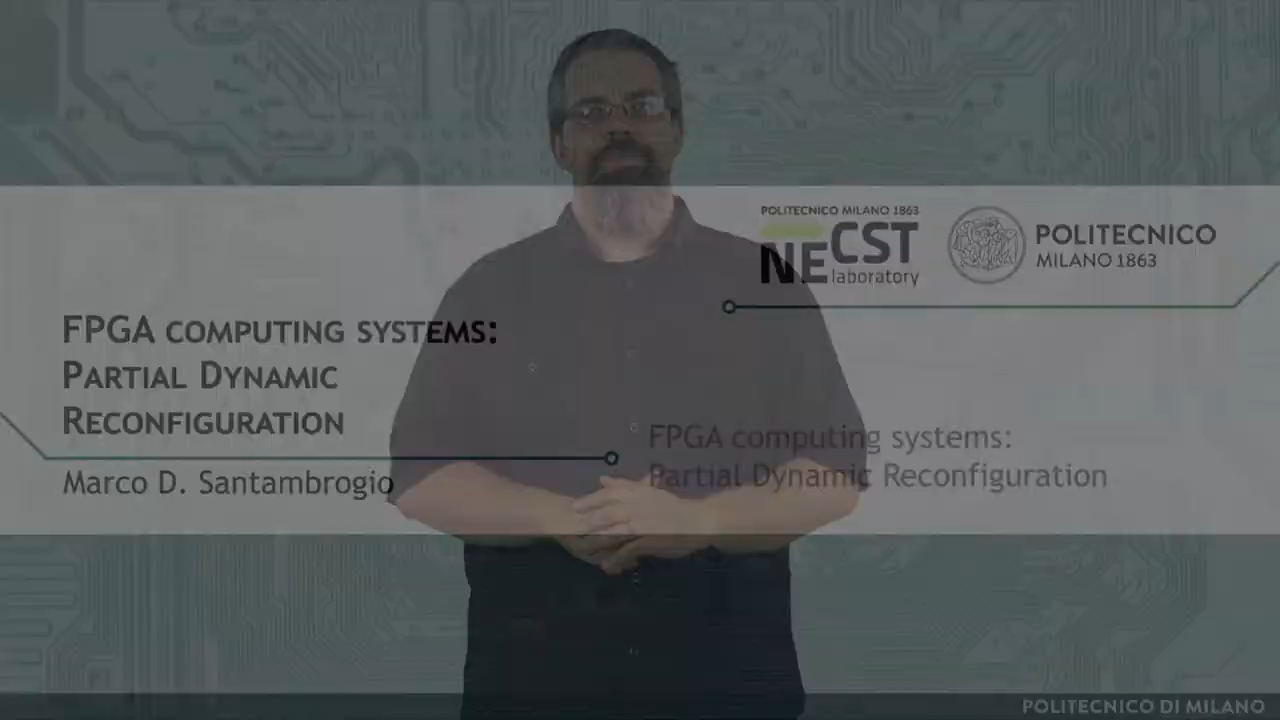 POLITECNICO MILANO 1863
NECST
laboratory
POLITECNICO
MILANO 1863
FPGA COMPUTING SYSTEMS:
PARTIAL DYNAMIC
RECONFIGURATION
Marco D. Santambrogio
FPGA computing systems:
Partial Dynamic Reconfiguration
POLITECNICO DI MILANO